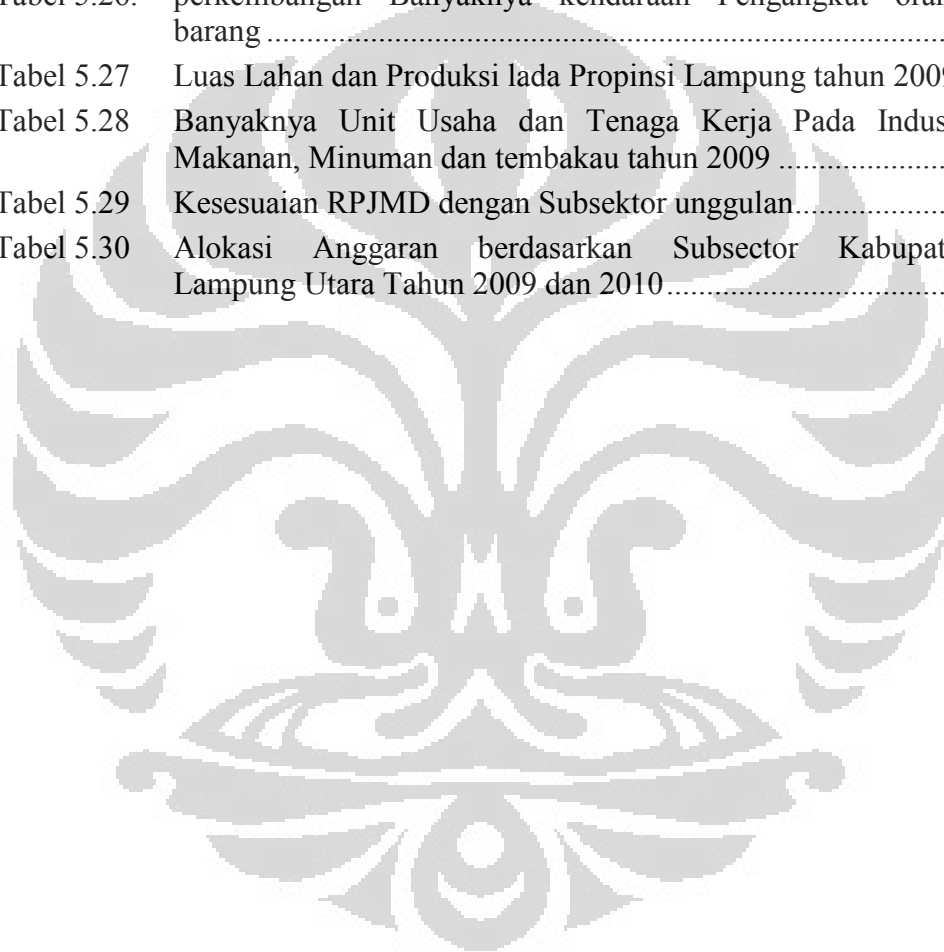 Tabel 5.26. perkembangan Banyaknya kendaraan Pengangkut
barang ........................................................................................
Tabel 5.27 Luas Lahan dan Produksi lada Propinsi Lampung tahun 2009
Tabel 5.28 Banyaknya Unit Usaha dan Tenaga Kerja Pada
Makanan, Minuman dan tembakau tahun 2009 ......................
Tabel 5.29 Kesesuaian RPJMD dengan Subsektor unggulan....................
Tabel 5.30 Alokasi Anggaran berdasarkan Subsector
Lampung Utara Tahun 2009 dan 2010...................................